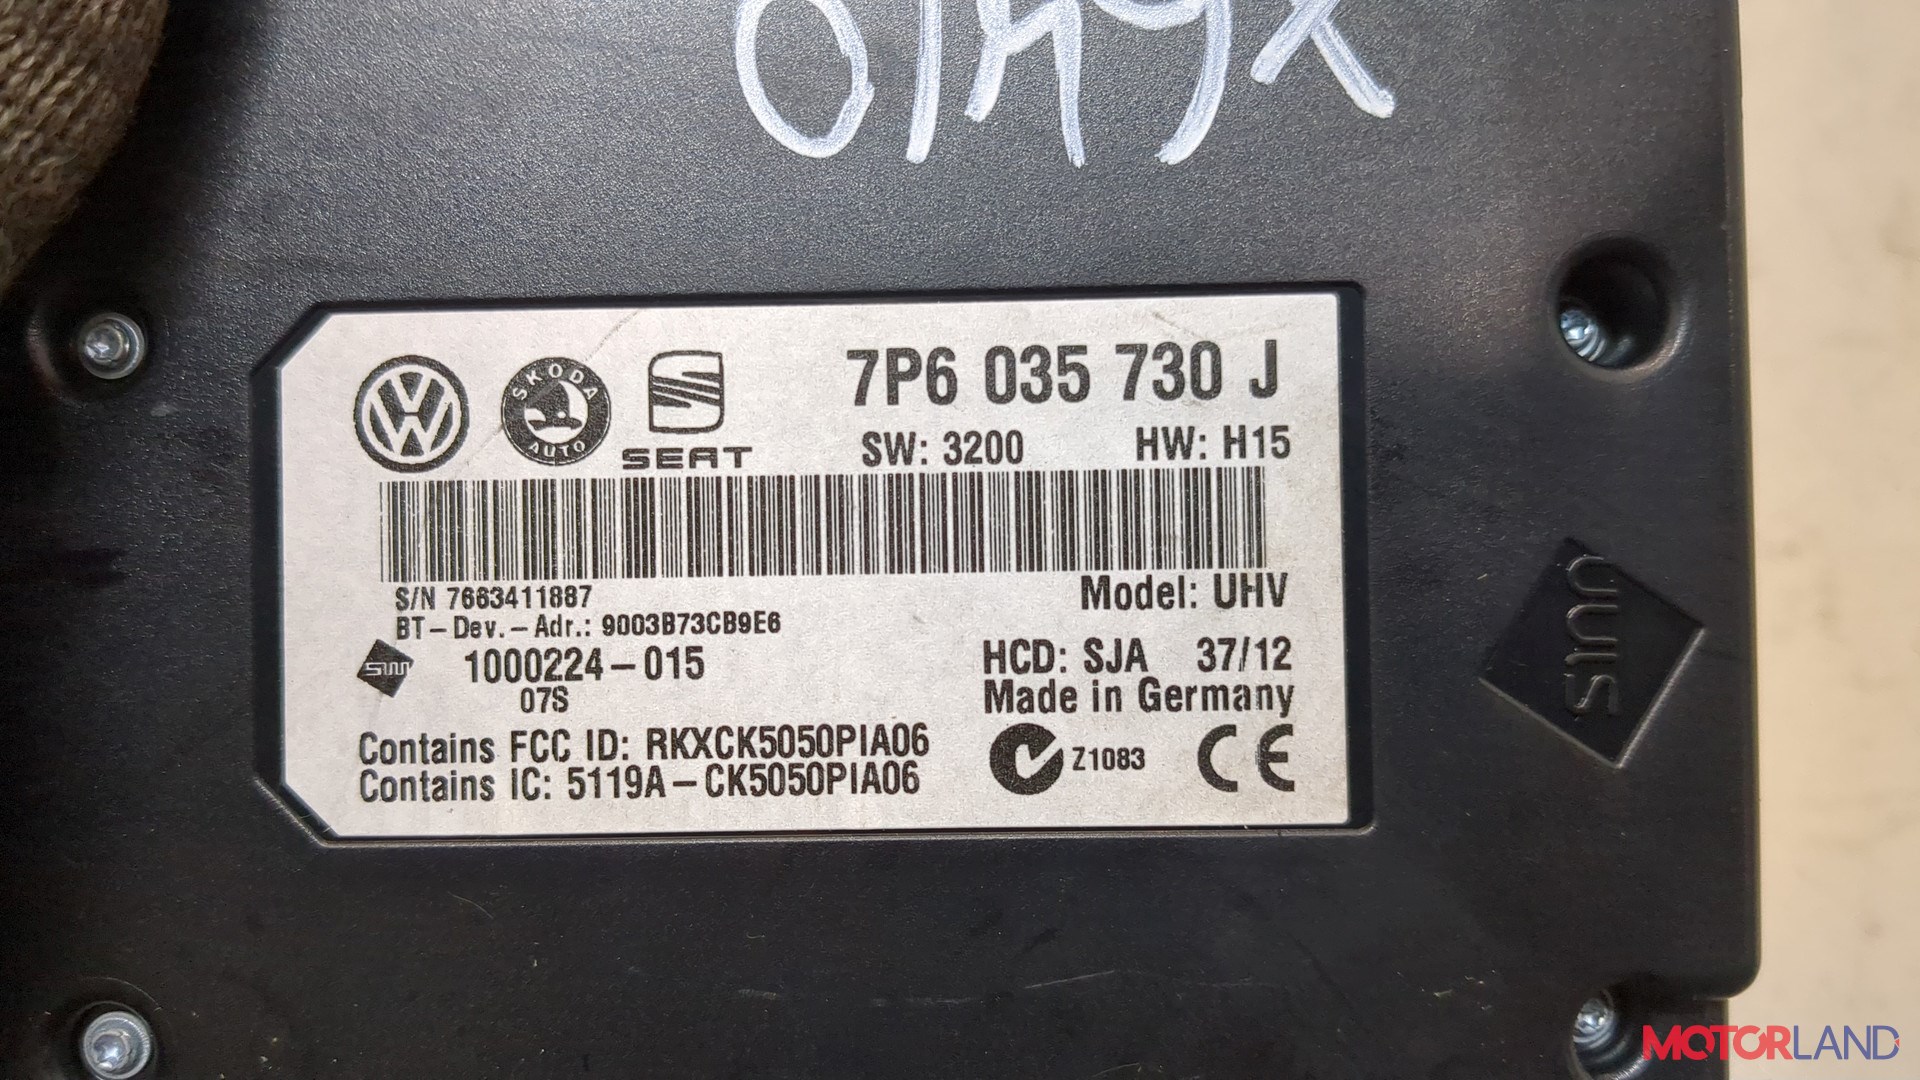 SKODA
AUTO
SEAT
7P6 035 730 J
SW: 3200 HW: H15
S/N 7663411887
Model: UHV
BT-Dev.-Adr.: 9003B73CB9E6
SW 1000224-015
07S
HCD: SJA 37/12
Made in Germany
Contains FCC ID: RKXCK5050PIA06
Contains IC: 5119A-CK5050PIA06
Z1083 CE
MOTORLAND